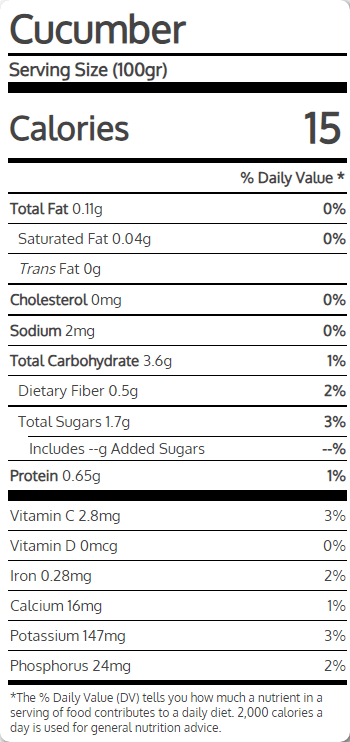 Cucumber
Serving Size (100gr)
Calories 15
% Daily Value *
Total Fat 0.11g 0%
Saturated Fat 0.04g 0%
Trans Fat 0g
Cholesterol 0mg 0%
Sodium 2mg 0%
Total Carbohydrate 3.6g 1%
Dietary Fiber 0.5g 2%
Total Sugars 1.7g 3%
Includes --g Added Sugars --%
Protein 0.65g 1%
Vitamin C 2.8mg 3%
Vitamin D 0mcg 0%
Iron 0.28mg 2%
Calcium 16mg 1%
Potassium 147mg 3%
Phosphorus 24mg 2%
*The % Daily Value (DV) tells you how much a nutrient in a
serving of food contributes to a daily diet. 2,000 calories a
day is used for general nutrition advice.